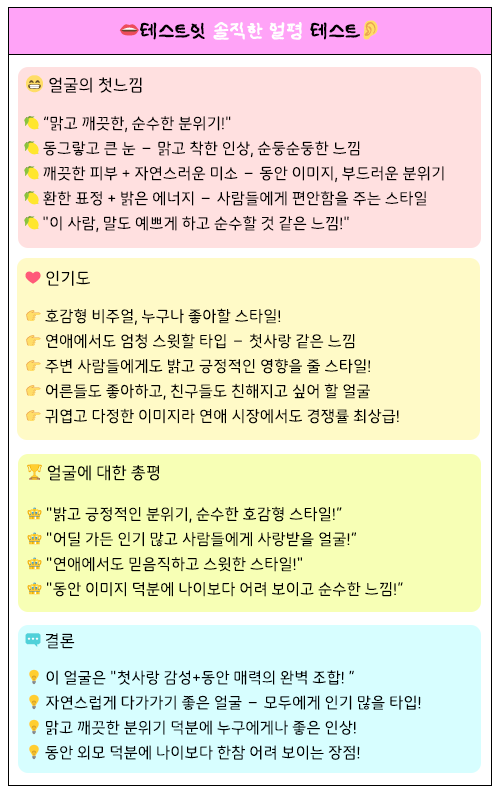 테스트힛 솔직한 얼평 테스트
얼굴의 첫느낌
"맑고 깨끗한, 순수한 분위기!"
동그랗고 큰 눈 – 맑고 착한 인상, 순둥순둥한 느낌
깨끗한 피부 + 자연스러운 미소 – 동안 이미지, 부드러운 분위기
환한 표정 + 밝은 에너지 – 사람들에게 편안함을 주는 스타일
"이 사람, 말도 예쁘게 하고 순수할 것 같은 느낌!"
인기도
호감형 비주얼, 누구나 좋아할 스타일!
연애에서도 엄청 스윗할 타입 – 첫사랑 같은 느낌
주변 사람들에게도 밝고 긍정적인 영향을 줄 스타일!
어른들도 좋아하고, 친구들도 친해지고 싶어 할 얼굴
귀엽고 다정한 이미지라 연애 시장에서도 경쟁률 최상급!
얼굴에 대한 총평
"밝고 긍정적인 분위기, 순수한 호감형 스타일!"
"어딜 가든 인기 많고 사람들에게 사랑받을 얼굴!"
"연애에서도 믿음직하고 스윗한 스타일!"
"동안 이미지 덕분에 나이보다 어려 보이고 순수한 느낌!"
결론
이 얼굴은 "첫사랑 감성+동안 매력의 완벽 조합! "
자연스럽게 다가가기 좋은 얼굴 – 모두에게 인기 많을 타입!
맑고 깨끗한 분위기 덕분에 누구에게나 좋은 인상!
동안 외모 덕분에 나이보다 한참 어려 보이는 장점!